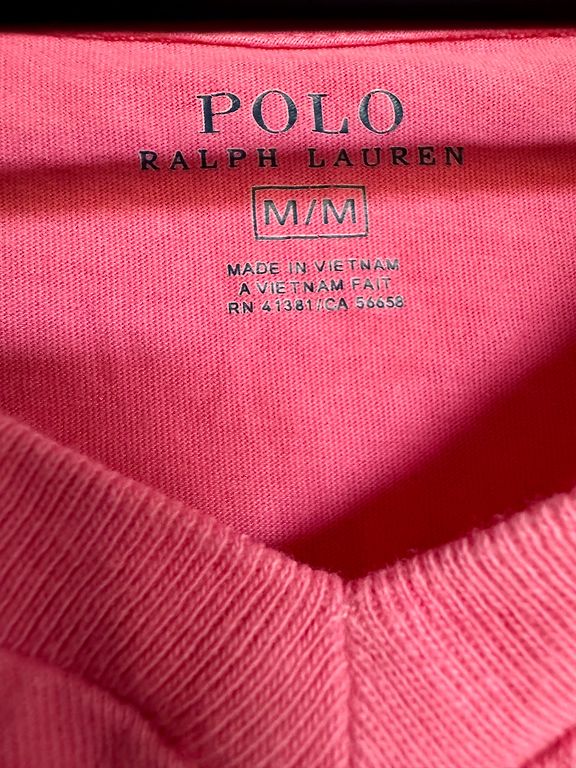 POLO
RALPH LAUREN
M/M
MADE IN VIETNAM
A VIETNAM FAIT
RN 41381/CA 56658